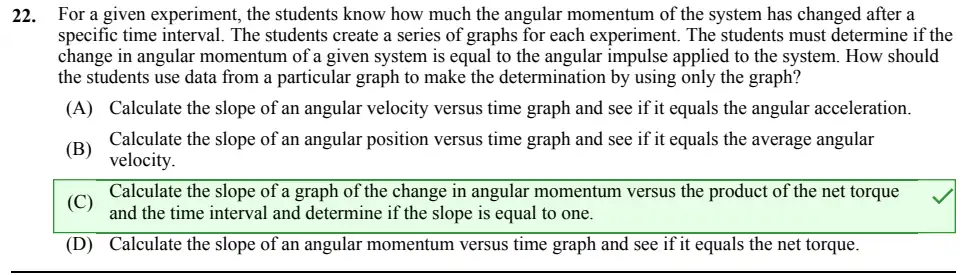 22. For a given experiment, the students know how much the angular momentum of the system has changed after a
specific time interval. The students create a series of graphs for each experiment. The students must determine if the
change in angular momentum of a given system is equal to the angular impulse applied to the system. How should
the students use data from a particular graph to make the determination by using only the graph?
(A) Calculate the slope of an angular velocity versus time graph and see if it equals the angular acceleration.
(B) Calculate the slope of an angular position versus time graph and see if it equals the average angular
velocity.
(C) Calculate the slope of a graph of the change in angular momentum versus the product of the net torque
and the time interval and determine if the slope is equal to one.
(D) Calculate the slope of an angular momentum versus time graph and see if it equals the net torque.